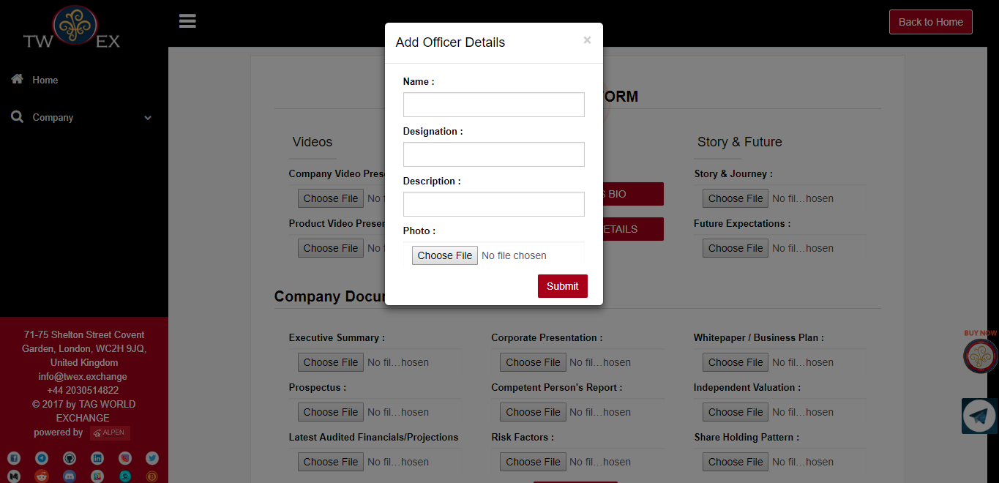 TW EX
Back to Home
Add Officer Details ×
Home
Name :
ORM
Company
Designation :
Videos
Story & Future
Company Video Pres
Description :
Story & Journey :
Choose File No f
S BIO
Choose File No fil...hosen
Product Video Presen
Photo :
Future Expectations :
Choose File No f
Choose File No file chosen
ETAILS
Choose File No fil...hosen
Submit
Company Docu
71-75 Shelton Street Covent
Garden, London, WC2H 9JQ,
United Kingdom
info@twex.exchange
+44 2030514822
© 2017 by TAG WORLD
EXCHANGE
powered by ALPEN
Executive Summary :
Corporate Presentation :
Whitepaper / Business Plan :
Choose File No fil...hosen
Choose File No fil...hosen
Choose File No fil...hosen
Prospectus :
Competent Person's Report :
Independent Valuation :
Choose File No fil...hosen
Choose File No fil...hosen
Choose File No fil...hosen
Latest Audited Financials/Projections
Risk Factors :
Share Holding Pattern :
Choose File No fil...hosen
Choose File No fil...hosen
Choose File No fil...hosen
BUY NOW